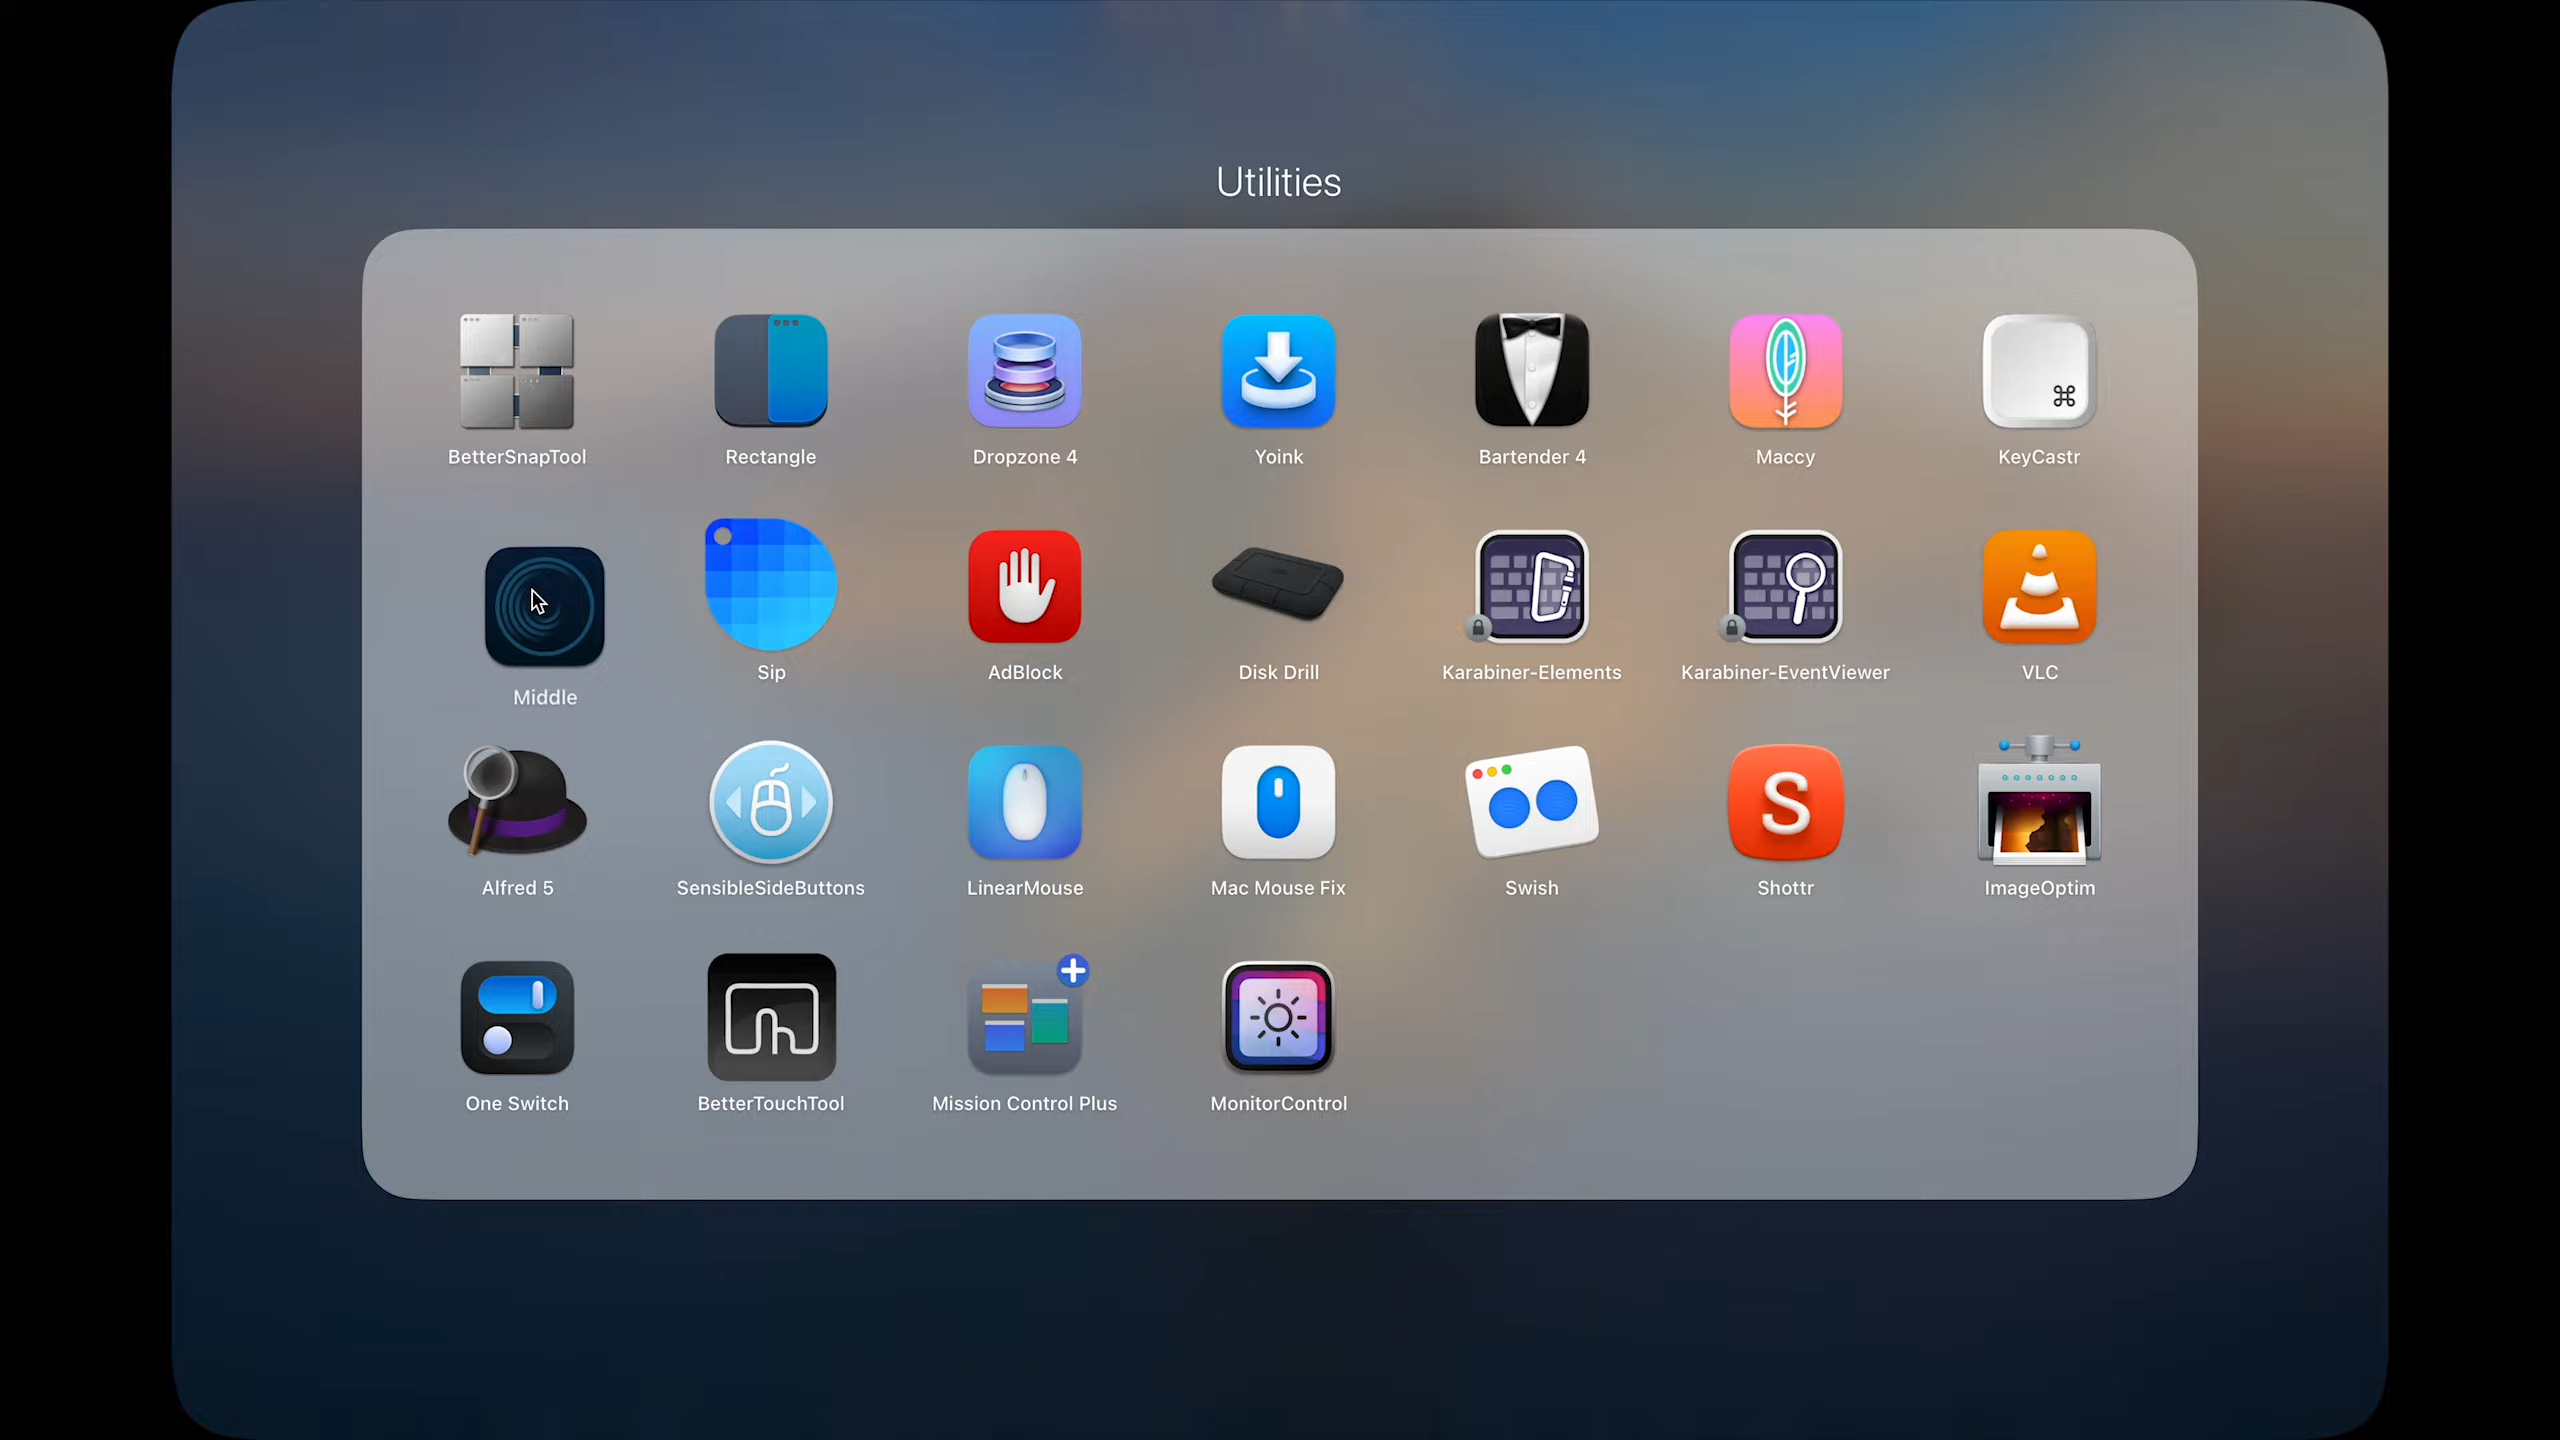 Utilities
BetterSnapTool
Rectangle
Dropzone 4
Yoink
Bartender 4
Maccy
⌘
KeyCastr
Middle
Sip
AdBlock
Disk Drill
Karabiner-Elements
Karabiner-EventViewer
VLC
Alfred 5
SensibleSideButtons
LinearMouse
Mac Mouse Fix
Swish
S
Shottr
ImageOptim
One Switch
BetterTouchTool
Mission Control Plus
MonitorControl